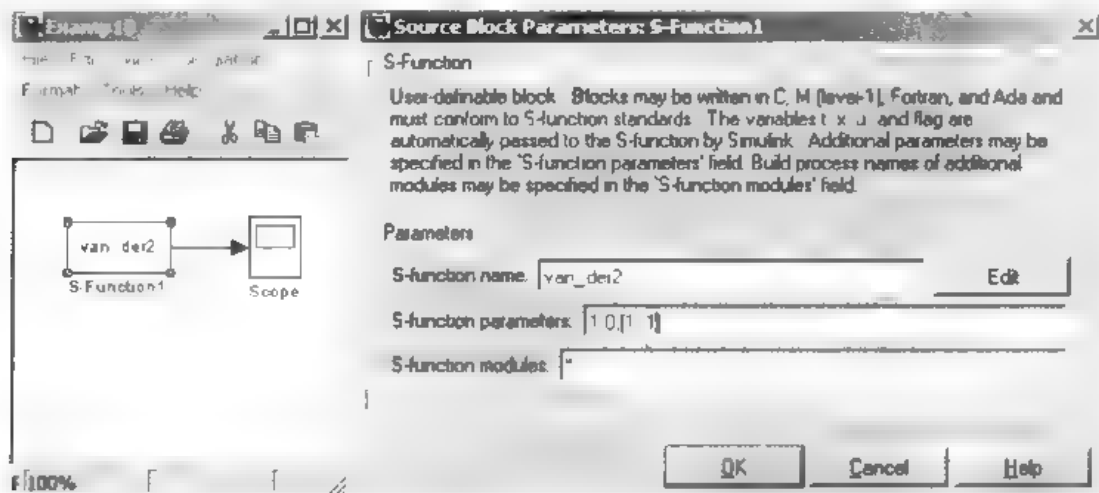 Source Block Parameters: S-Function1
Format Tools Help
van_der2
S-Function1
Scope
100%
S-Function
User-definable block. Blocks may be written in C, M (level-1), Fortran, and Ada and
must conform to S-function standards. The variables t, x, u, and flag are
automatically passed to the S-function by Simulink. Additional parameters may be
specified in the 'S-function parameters' field. Build process names of additional
modules may be specified in the 'S-function modules' field.
Parameters
S-function name: van_der2
Edit
S-function parameters:
S-function modules: ''
OK
Cancel
Help